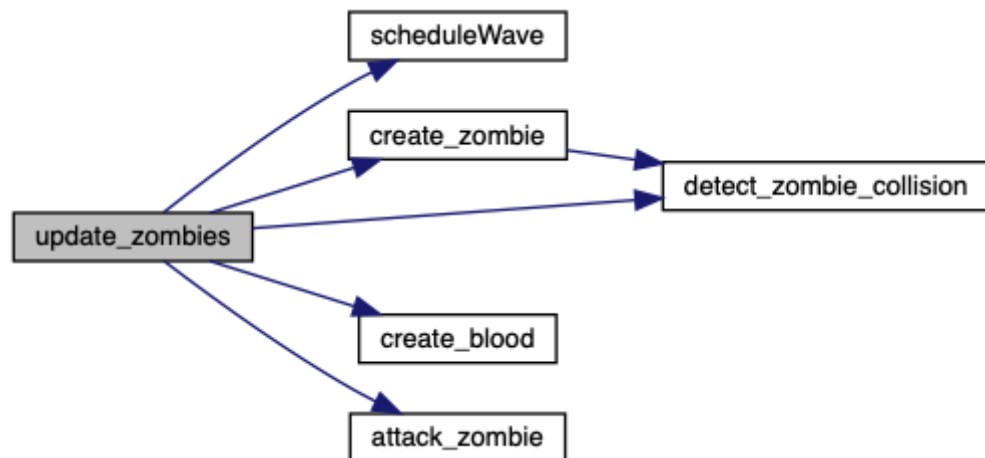 scheduleWave
create_zombie
detect_zombie_collision
update_zombies
create_blood
attack_zombie